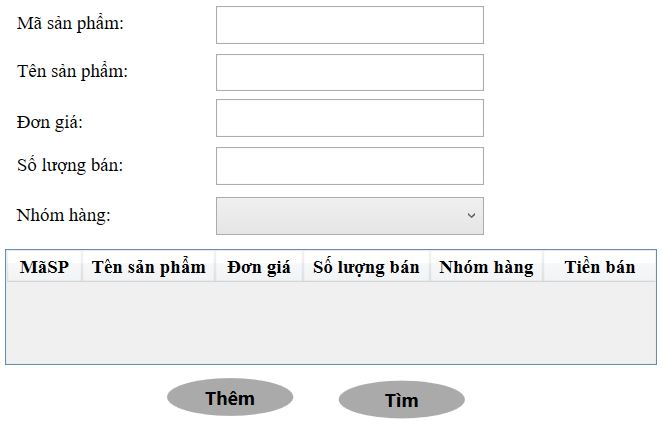 Mã sản phẩm:
Tên sản phẩm:
Đơn giá:
Số lượng bán:
Nhóm hàng:
MãSP Tên sản phẩm Đơn giá Số lượng bán Nhóm hàng Tiền bán
Thêm Tìm